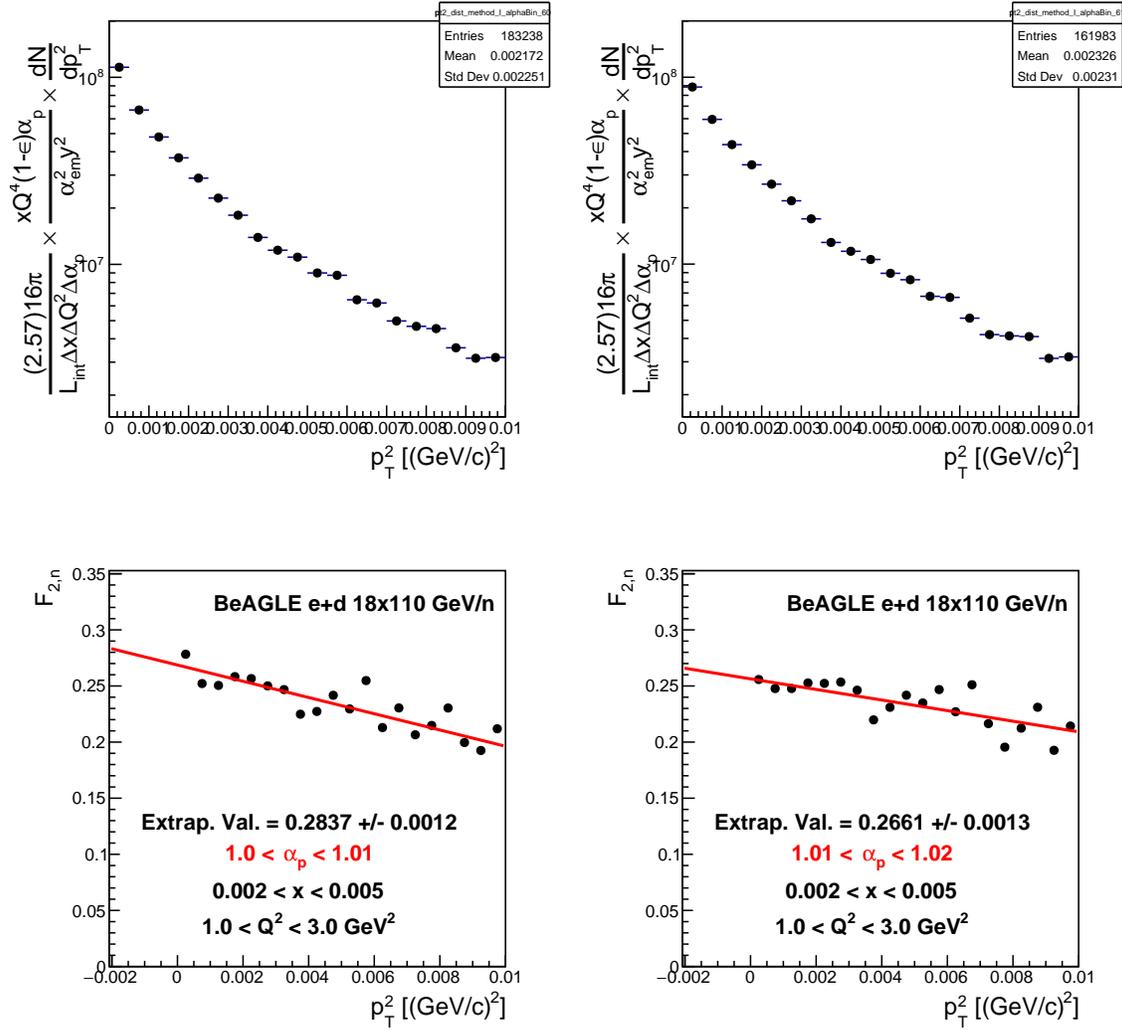 pt2_dist_method_I_alphaBin_60
Entries 183238
Mean 0.002172
Std Dev 0.002251
(2.57)16π / L_int ΔxΔQ²Δα_p × xQ⁴(1-∈)α_p / α²_em y² × dN / dp²_T
10⁸
10⁷
0 0.001 0.002 0.003 0.004 0.005 0.006 0.007 0.008 0.009 0.01
p²_T [(GeV/c)²]
pt2_dist_method_I_alphaBin_61
Entries 161983
Mean 0.002326
Std Dev 0.00231
(2.57)16π / L_int ΔxΔQ²Δα_p × xQ⁴(1-∈)α_p / α²_em y² × dN / dp²_T
10⁸
10⁷
0 0.001 0.002 0.003 0.004 0.005 0.006 0.007 0.008 0.009 0.01
p²_T [(GeV/c)²]
F_2,n
0.35
0.3
0.25
0.2
0.15
0.1
0.05
0
BeAGLE e+d 18x110 GeV/n
Extrap. Val. = 0.2837 +/- 0.0012
1.0 < α_p < 1.01
0.002 < x < 0.005
1.0 < Q² < 3.0 GeV²
−0.002 0 0.002 0.004 0.006 0.008 0.01
p²_T [(GeV/c)²]
F_2,n
0.35
0.3
0.25
0.2
0.15
0.1
0.05
0
BeAGLE e+d 18x110 GeV/n
Extrap. Val. = 0.2661 +/- 0.0013
1.01 < α_p < 1.02
0.002 < x < 0.005
1.0 < Q² < 3.0 GeV²
−0.002 0 0.002 0.004 0.006 0.008 0.01
p²_T [(GeV/c)²]